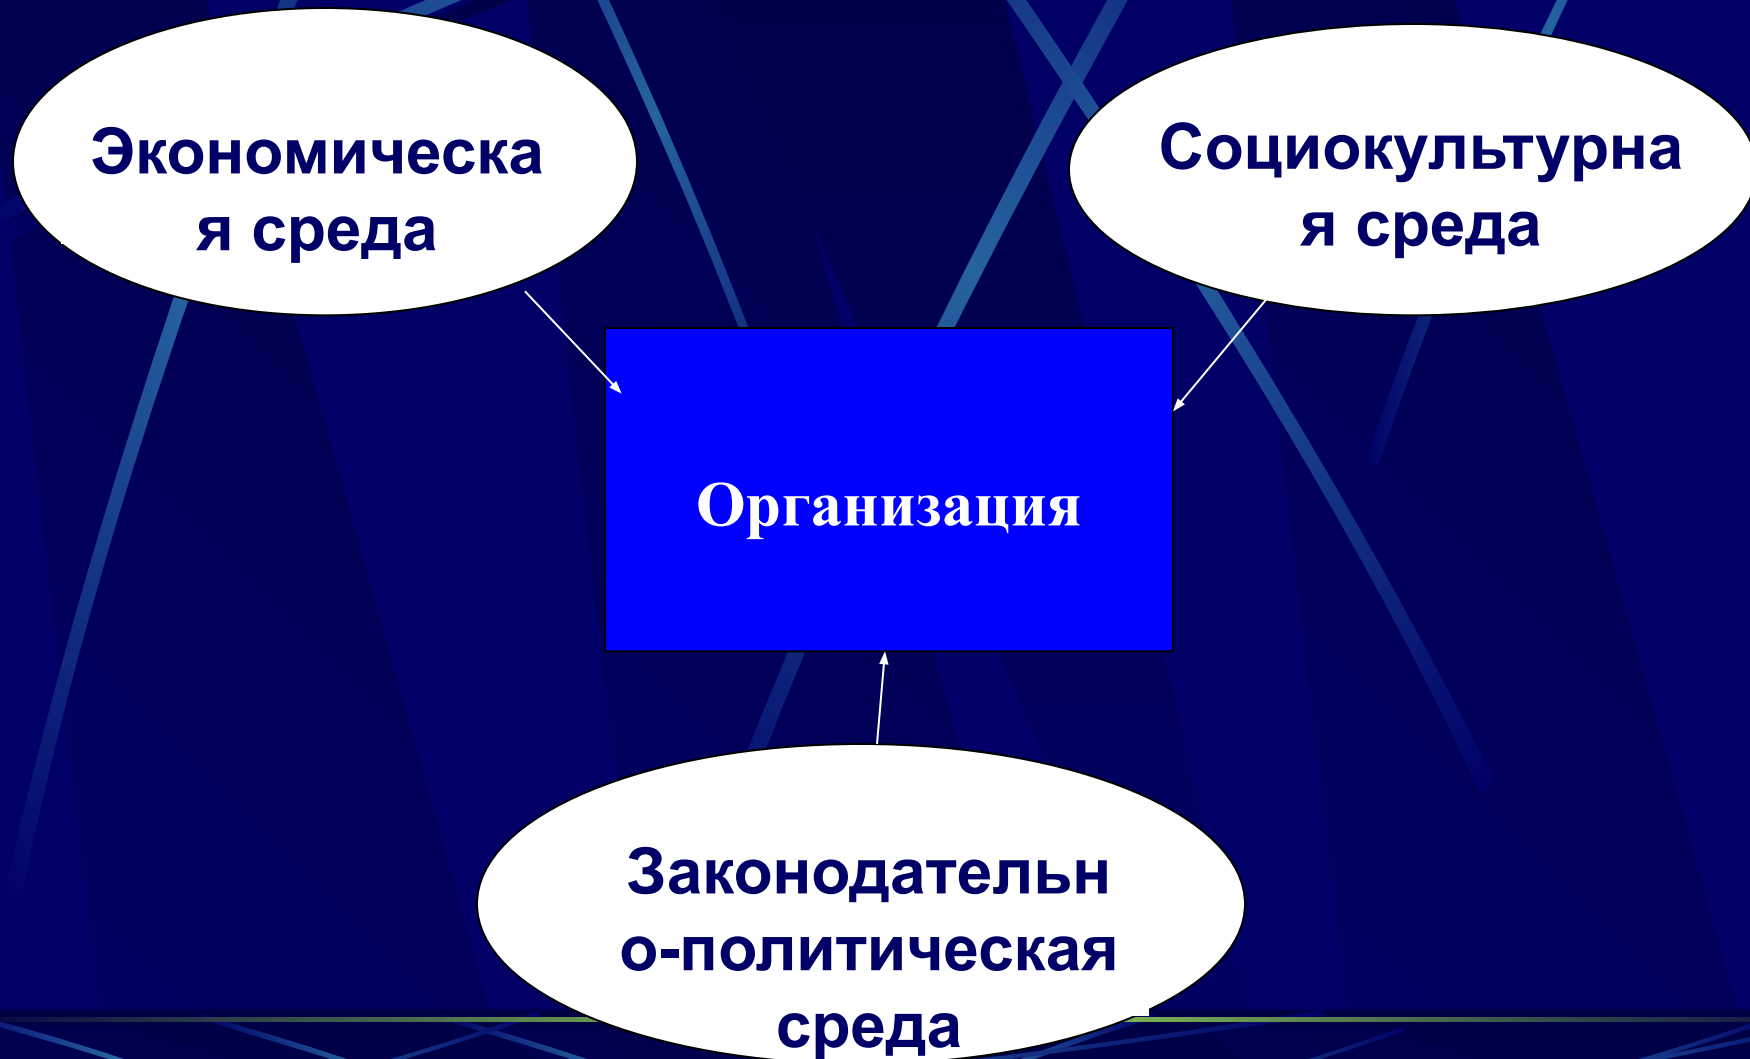 Экономическа
я среда
Социокультурна
я среда
Организация
Законодательн
о-политическая
среда